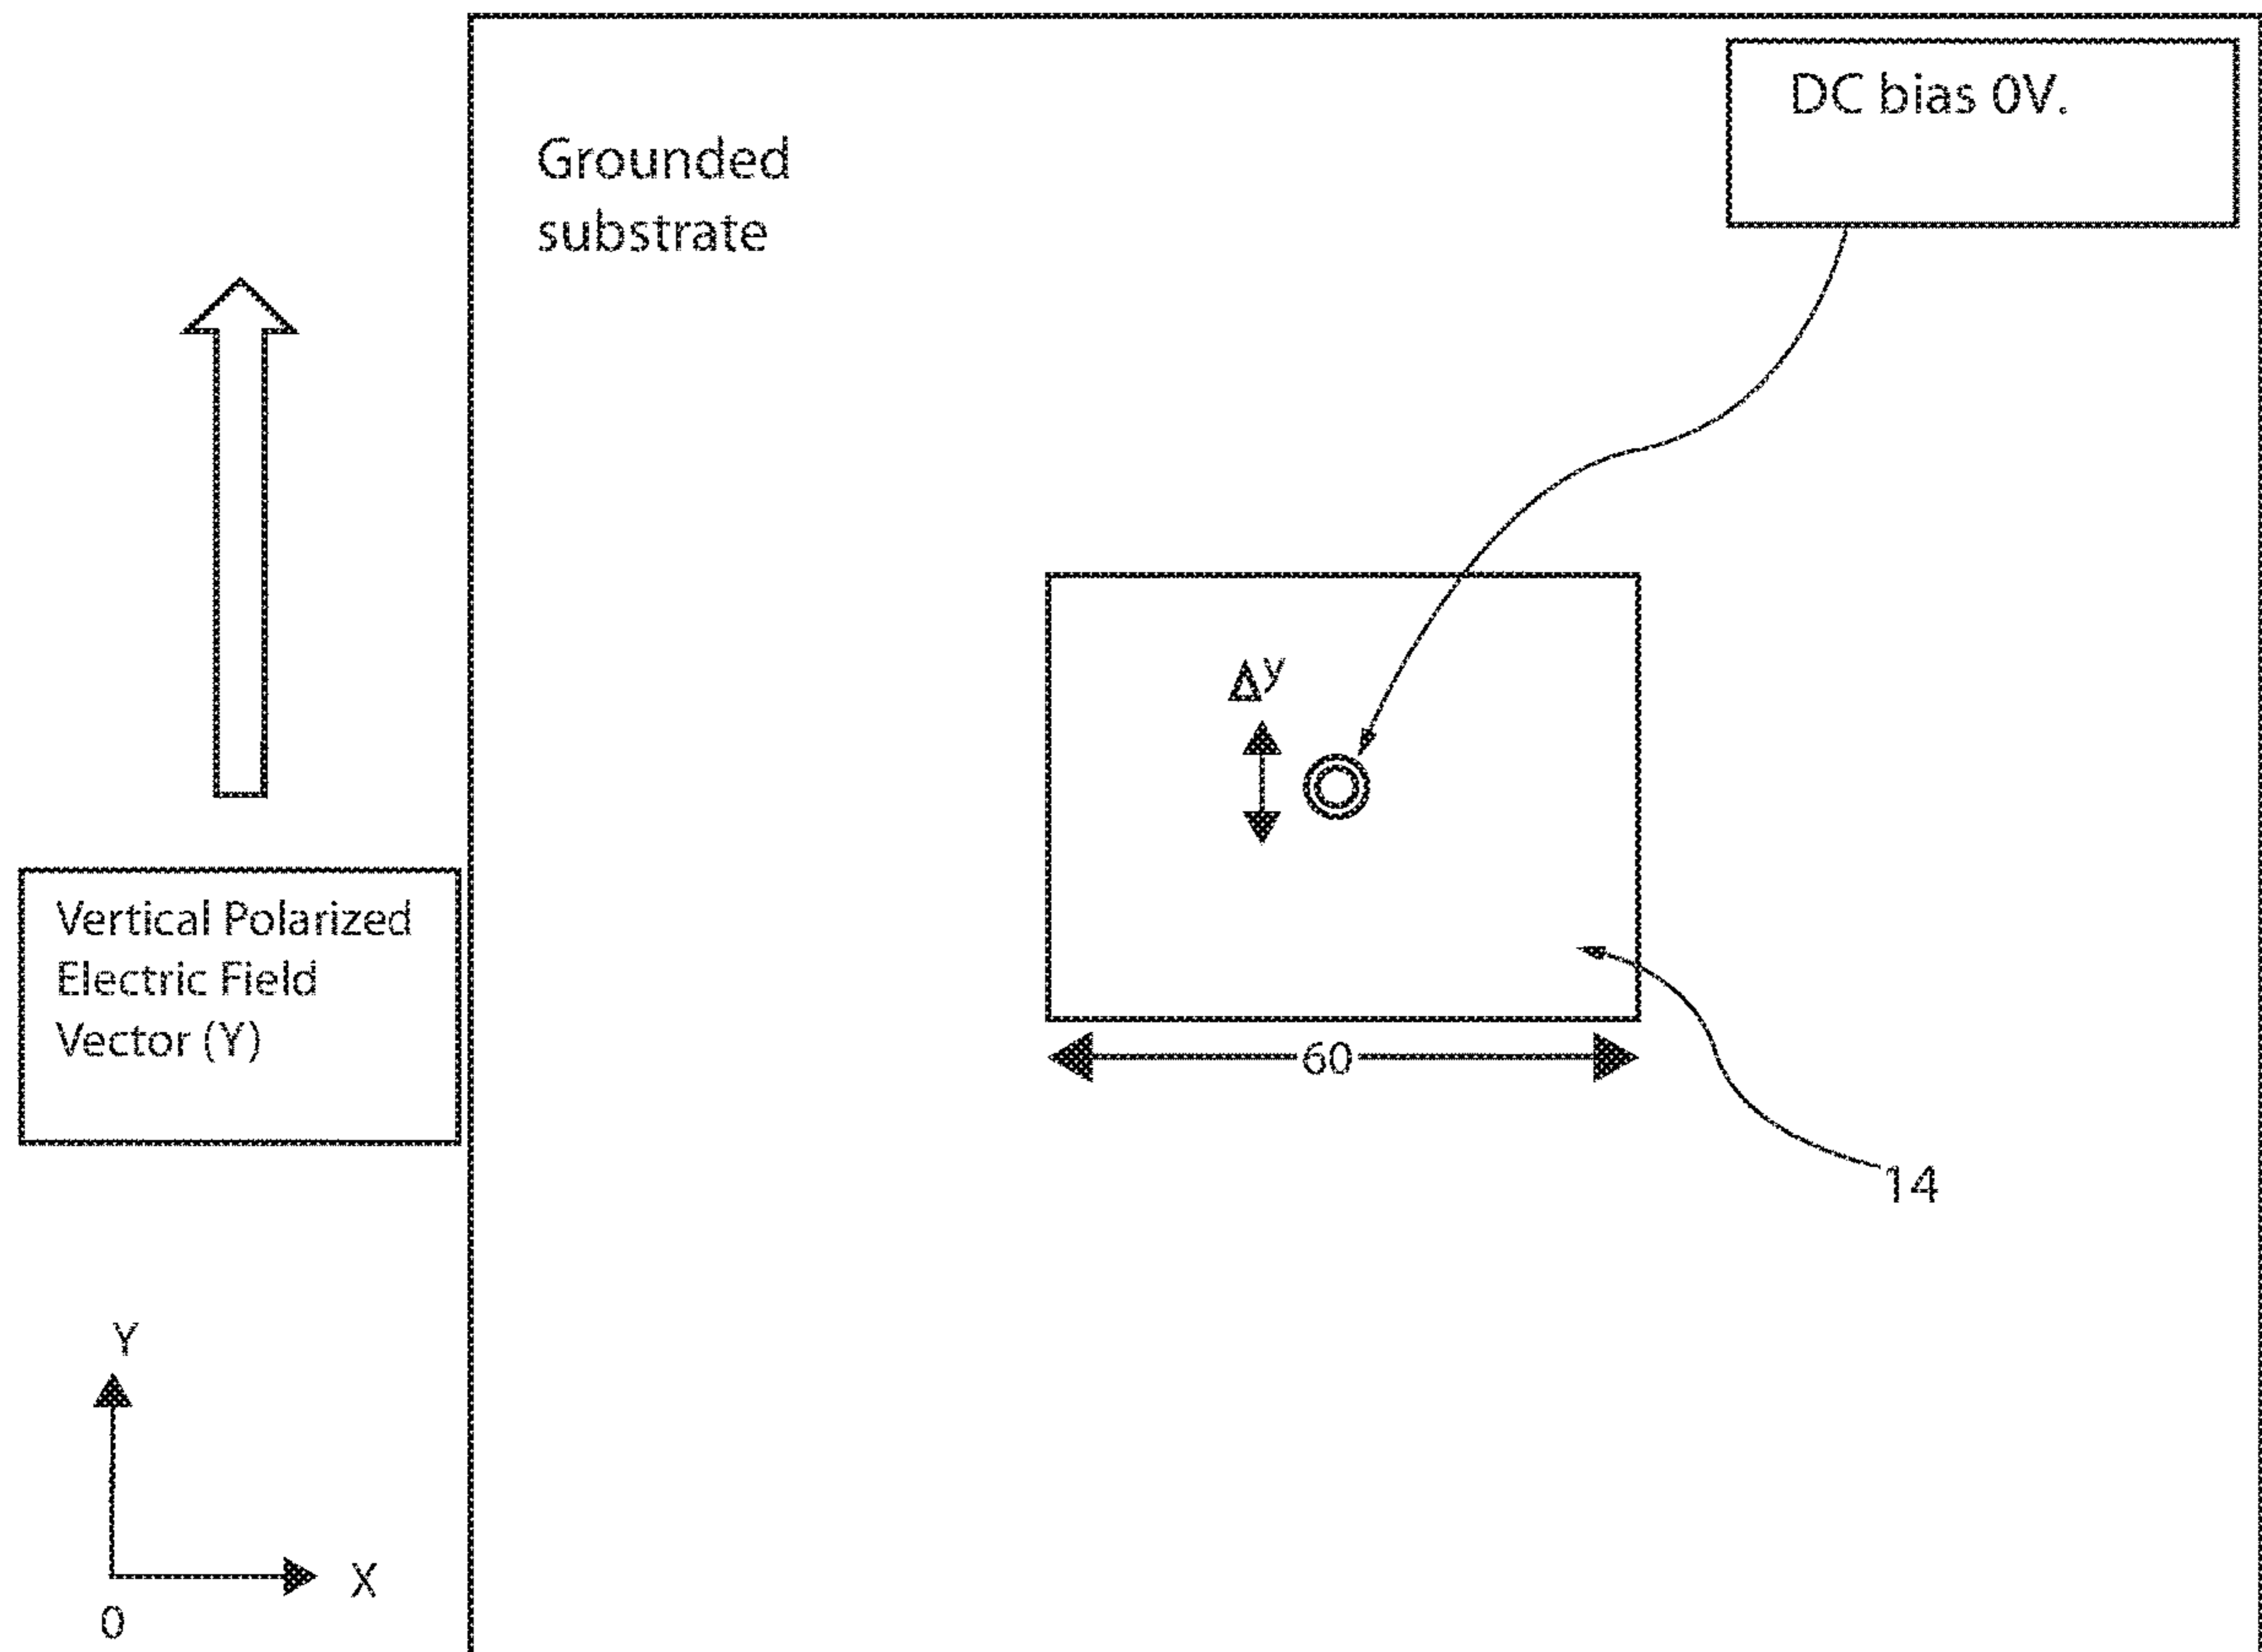 DC bias 0V.
Grounded
substrate
Δy
Vertical Polarized
Electric Field
Vector (Y)
60
14
Y
X
0